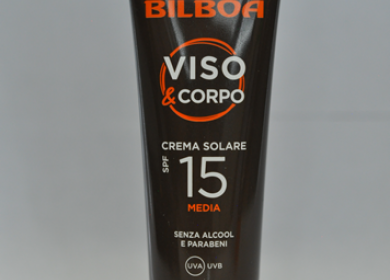 BILBOA
VISO
& CORPO
CREMA SOLARE
SPF 15
MEDIA
SENZA ALCOOL
E PARABENI
UVA UVB